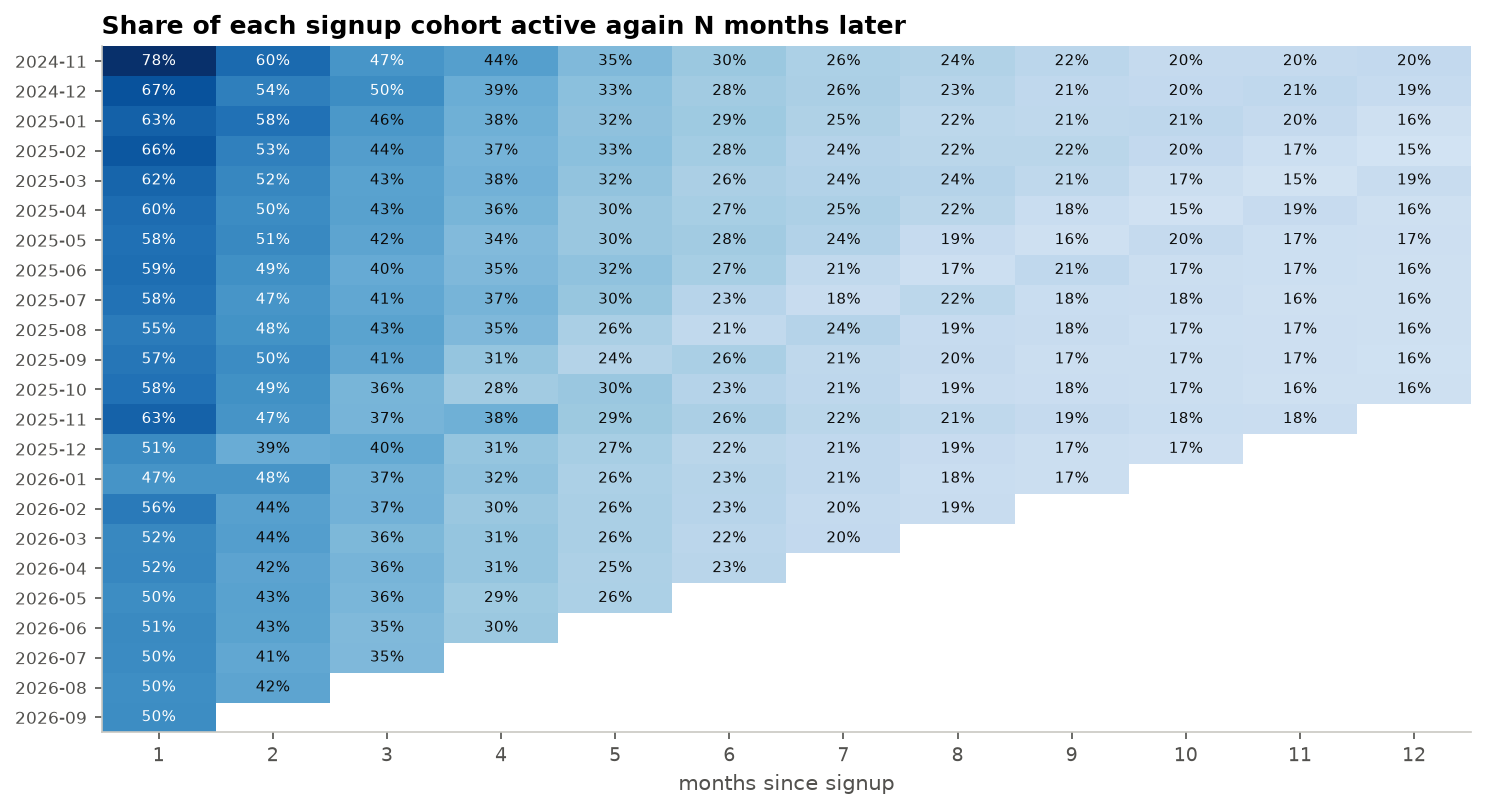 Share of each signup cohort active again N months later
2024-11 78% 60% 47% 44% 35% 30% 26% 24% 22% 20% 20% 20%
2024-12 67% 54% 50% 39% 33% 28% 26% 23% 21% 20% 21% 19%
2025-01 63% 58% 46% 38% 32% 29% 25% 22% 21% 21% 20% 16%
2025-02 66% 53% 44% 37% 33% 28% 24% 22% 22% 20% 17% 15%
2025-03 62% 52% 43% 38% 32% 26% 24% 24% 21% 17% 15% 19%
2025-04 60% 50% 43% 36% 30% 27% 25% 22% 18% 15% 19% 16%
2025-05 58% 51% 42% 34% 30% 28% 24% 19% 16% 20% 17% 17%
2025-06 59% 49% 40% 35% 32% 27% 21% 17% 21% 17% 17% 16%
2025-07 58% 47% 41% 37% 30% 23% 18% 22% 18% 18% 16% 16%
2025-08 55% 48% 43% 35% 26% 21% 24% 19% 18% 17% 17% 16%
2025-09 57% 50% 41% 31% 24% 26% 21% 20% 17% 17% 17% 16%
2025-10 58% 49% 36% 28% 30% 23% 21% 19% 18% 17% 16% 16%
2025-11 63% 47% 37% 38% 29% 26% 22% 21% 19% 18% 18%
2025-12 51% 39% 40% 31% 27% 22% 21% 19% 17% 17%
2026-01 47% 48% 37% 32% 26% 23% 21% 18% 17%
2026-02 56% 44% 37% 30% 26% 23% 20% 19%
2026-03 52% 44% 36% 31% 26% 22% 20%
2026-04 52% 42% 36% 31% 25% 23%
2026-05 50% 43% 36% 29% 26%
2026-06 51% 43% 35% 30%
2026-07 50% 41% 35%
2026-08 50% 42%
2026-09 50%
1 2 3 4 5 6 7 8 9 10 11 12
months since signup